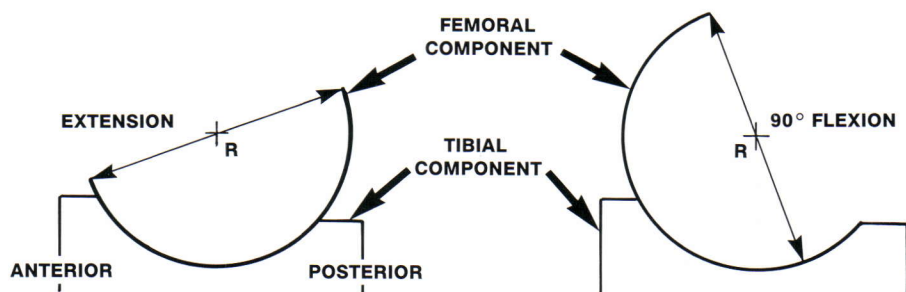 FEMORAL
COMPONENT
EXTENSION
R
TIBIAL
COMPONENT
90° FLEXION
R
ANTERIOR
POSTERIOR